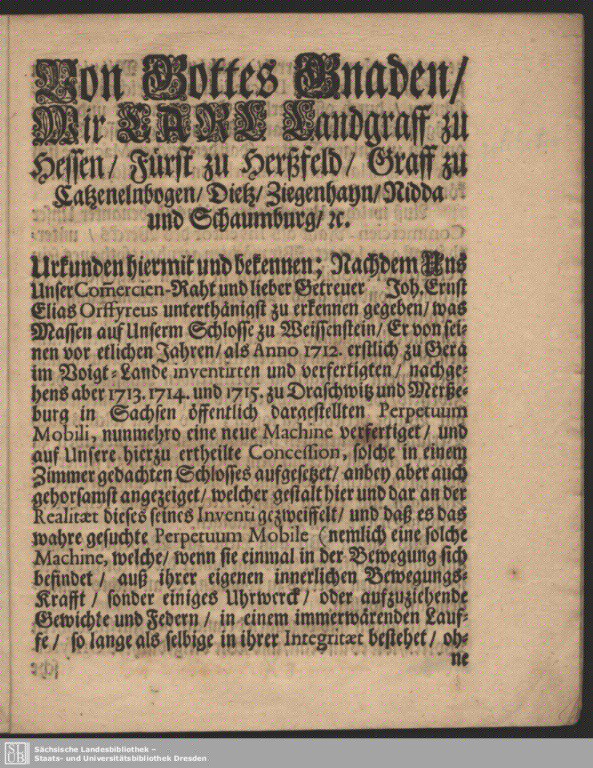 Von Gottes Gnaden/
Wir CARL Landgraff zu
Hessen/ Fürst zu Herßfeld/ Graff zu
Catzenelnbogen/ Dietz/ Ziegenhayn/ Nidda
und Schaumburg/ ꝛc.
Urkunden hiermit und bekennen; Nachdem Uns
Unser Com̃ercien-Raht und lieber Getreuer Joh. Ernst
Elias Orffyreus unterthänigst zu erkennen gegeben/ was
Massen auf Unserm Schlosse zu Weissenstein/ Er von sei-
nen vor etlichen Jahren/ als Anno 1712. erstlich zu Gera
im Voigt-Lande inventirten und verfertigten/ nachge-
hens aber 1713. 1714. und 1715. zu Draschwitz und Merße-
burg in Sachsen öffentlich dargestellten Perpetuum
Mobili, nunmehro eine neue Machine verfertiget/ und
auf Unsere hierzu ertheilte Concession, solche in einem
Zimmer gedachten Schlosses aufgesetzet/ anbey aber auch
gehorsamst angezeiget/ welcher gestalt hier und dar an der
Realitæt dieses seines Inventi gezweiffelt/ und daß es das
wahre gesuchte Perpetuum Mobile (nemlich eine solche
Machine, welche/ wenn sie einmal in der Bewegung sich
befindet/ auß ihrer eigenen innerlichen Bewegungs-
Krafft/ sonder einiges Uhrwerck/ oder aufzuziehende
Gewichte und Federn/ in einem immerwärenden Lauf-
fe/ so lange als selbige in ihrer Integritæt bestehet/ oh-
ne
SLUB
Sächsische Landesbibliothek –
Staats- und Universitätsbibliothek Dresden